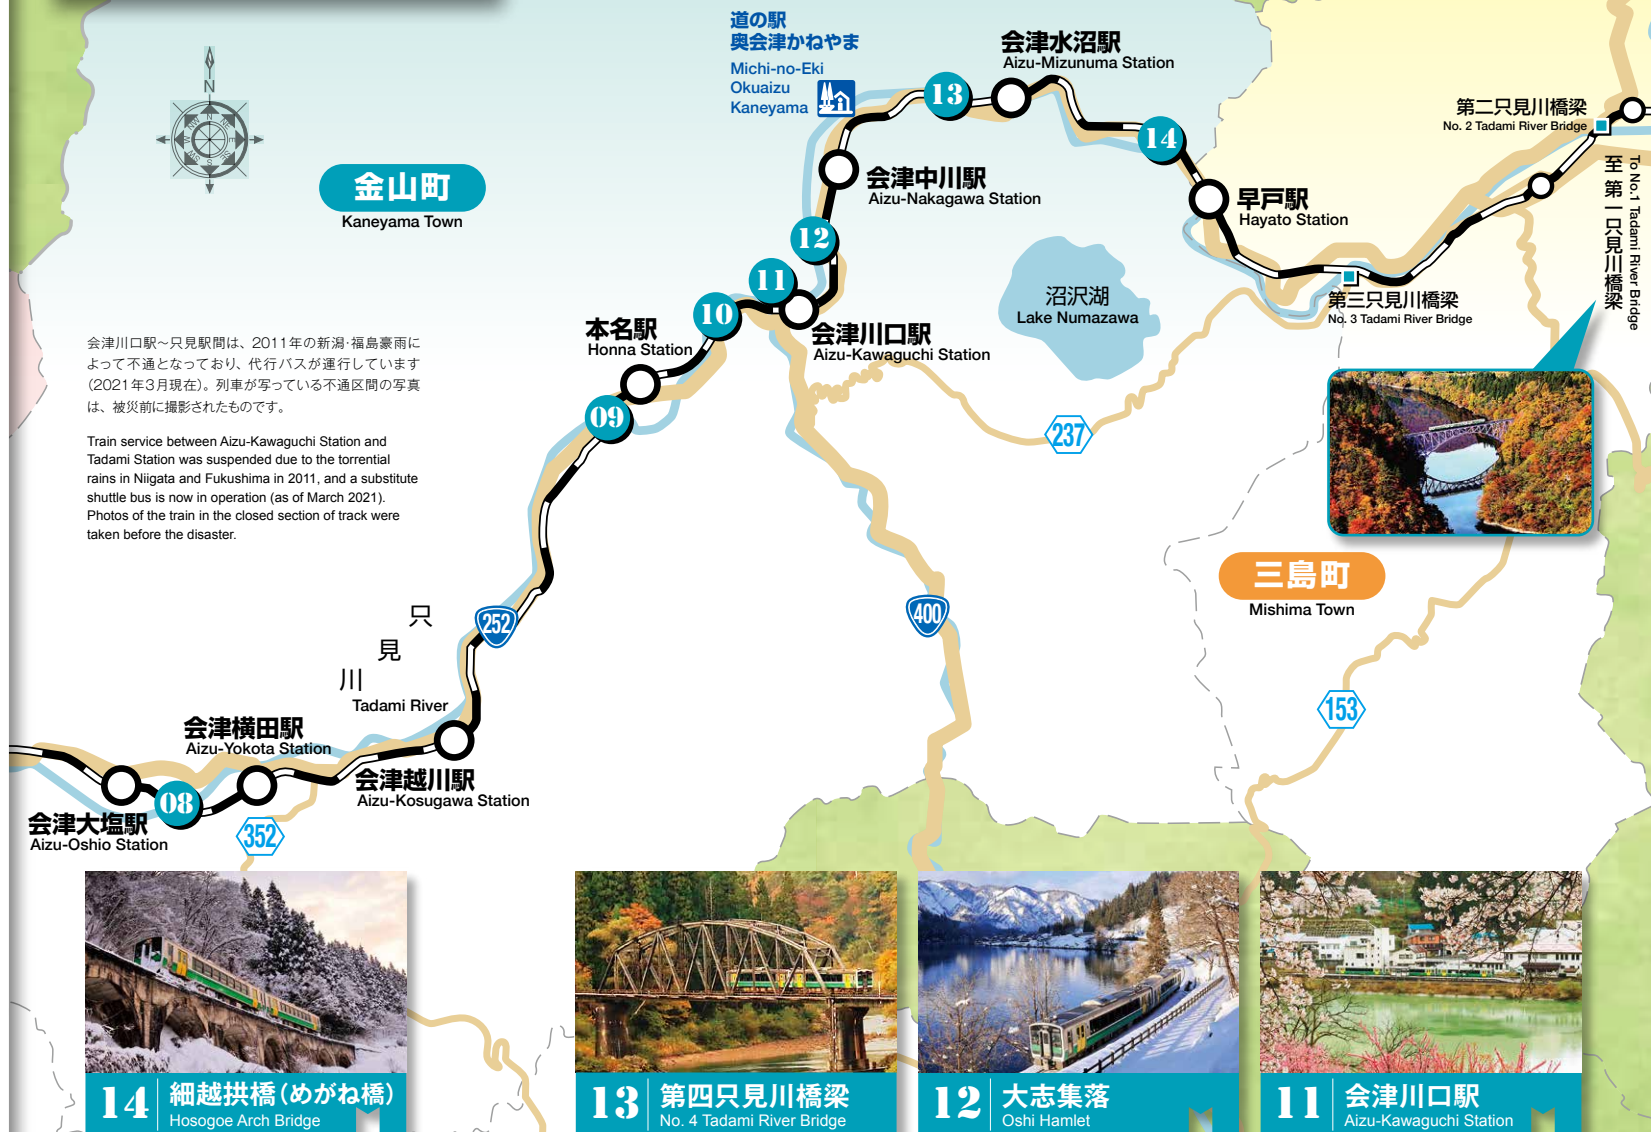 道の駅
奥会津かねやま
Michi-no-Eki
Okuaizu
Kaneyama
会津水沼駅
Aizu-Mizunuma Station
13
14
第二只見川橋梁
No. 2 Tadami River Bridge
至 第一只見川橋梁
To No.1 Tadami River Bridge
N
金山町
Kaneyama Town
会津中川駅
Aizu-Nakagawa Station
早戸駅
Hayato Station
12
11
10
沼沢湖
Lake Numazawa
第三只見川橋梁
No. 3 Tadami River Bridge
本名駅
Honna Station
会津川口駅
Aizu-Kawaguchi Station
09
237
会津川口駅~只見駅間は、2011年の新潟・福島豪雨に
よって不通となっており、代行バスが運行しています
(2021年3月現在)。列車が写っている不通区間の写真
は、被災前に撮影されたものです。
Train service between Aizu-Kawaguchi Station and
Tadami Station was suspended due to the torrential
rains in Niigata and Fukushima in 2011, and a substitute
shuttle bus is now in operation (as of March 2021).
Photos of the train in the closed section of track were
taken before the disaster.
三島町
Mishima Town
252
400
153
只見川
Tadami River
会津横田駅
Aizu-Yokota Station
会津越川駅
Aizu-Kosugawa Station
08
会津大塩駅
Aizu-Oshio Station
352
14 細越拱橋(めがね橋)
Hosogoe Arch Bridge
13 第四只見川橋梁
No. 4 Tadami River Bridge
12 大志集落
Oshi Hamlet
11 会津川口駅
Aizu-Kawaguchi Station